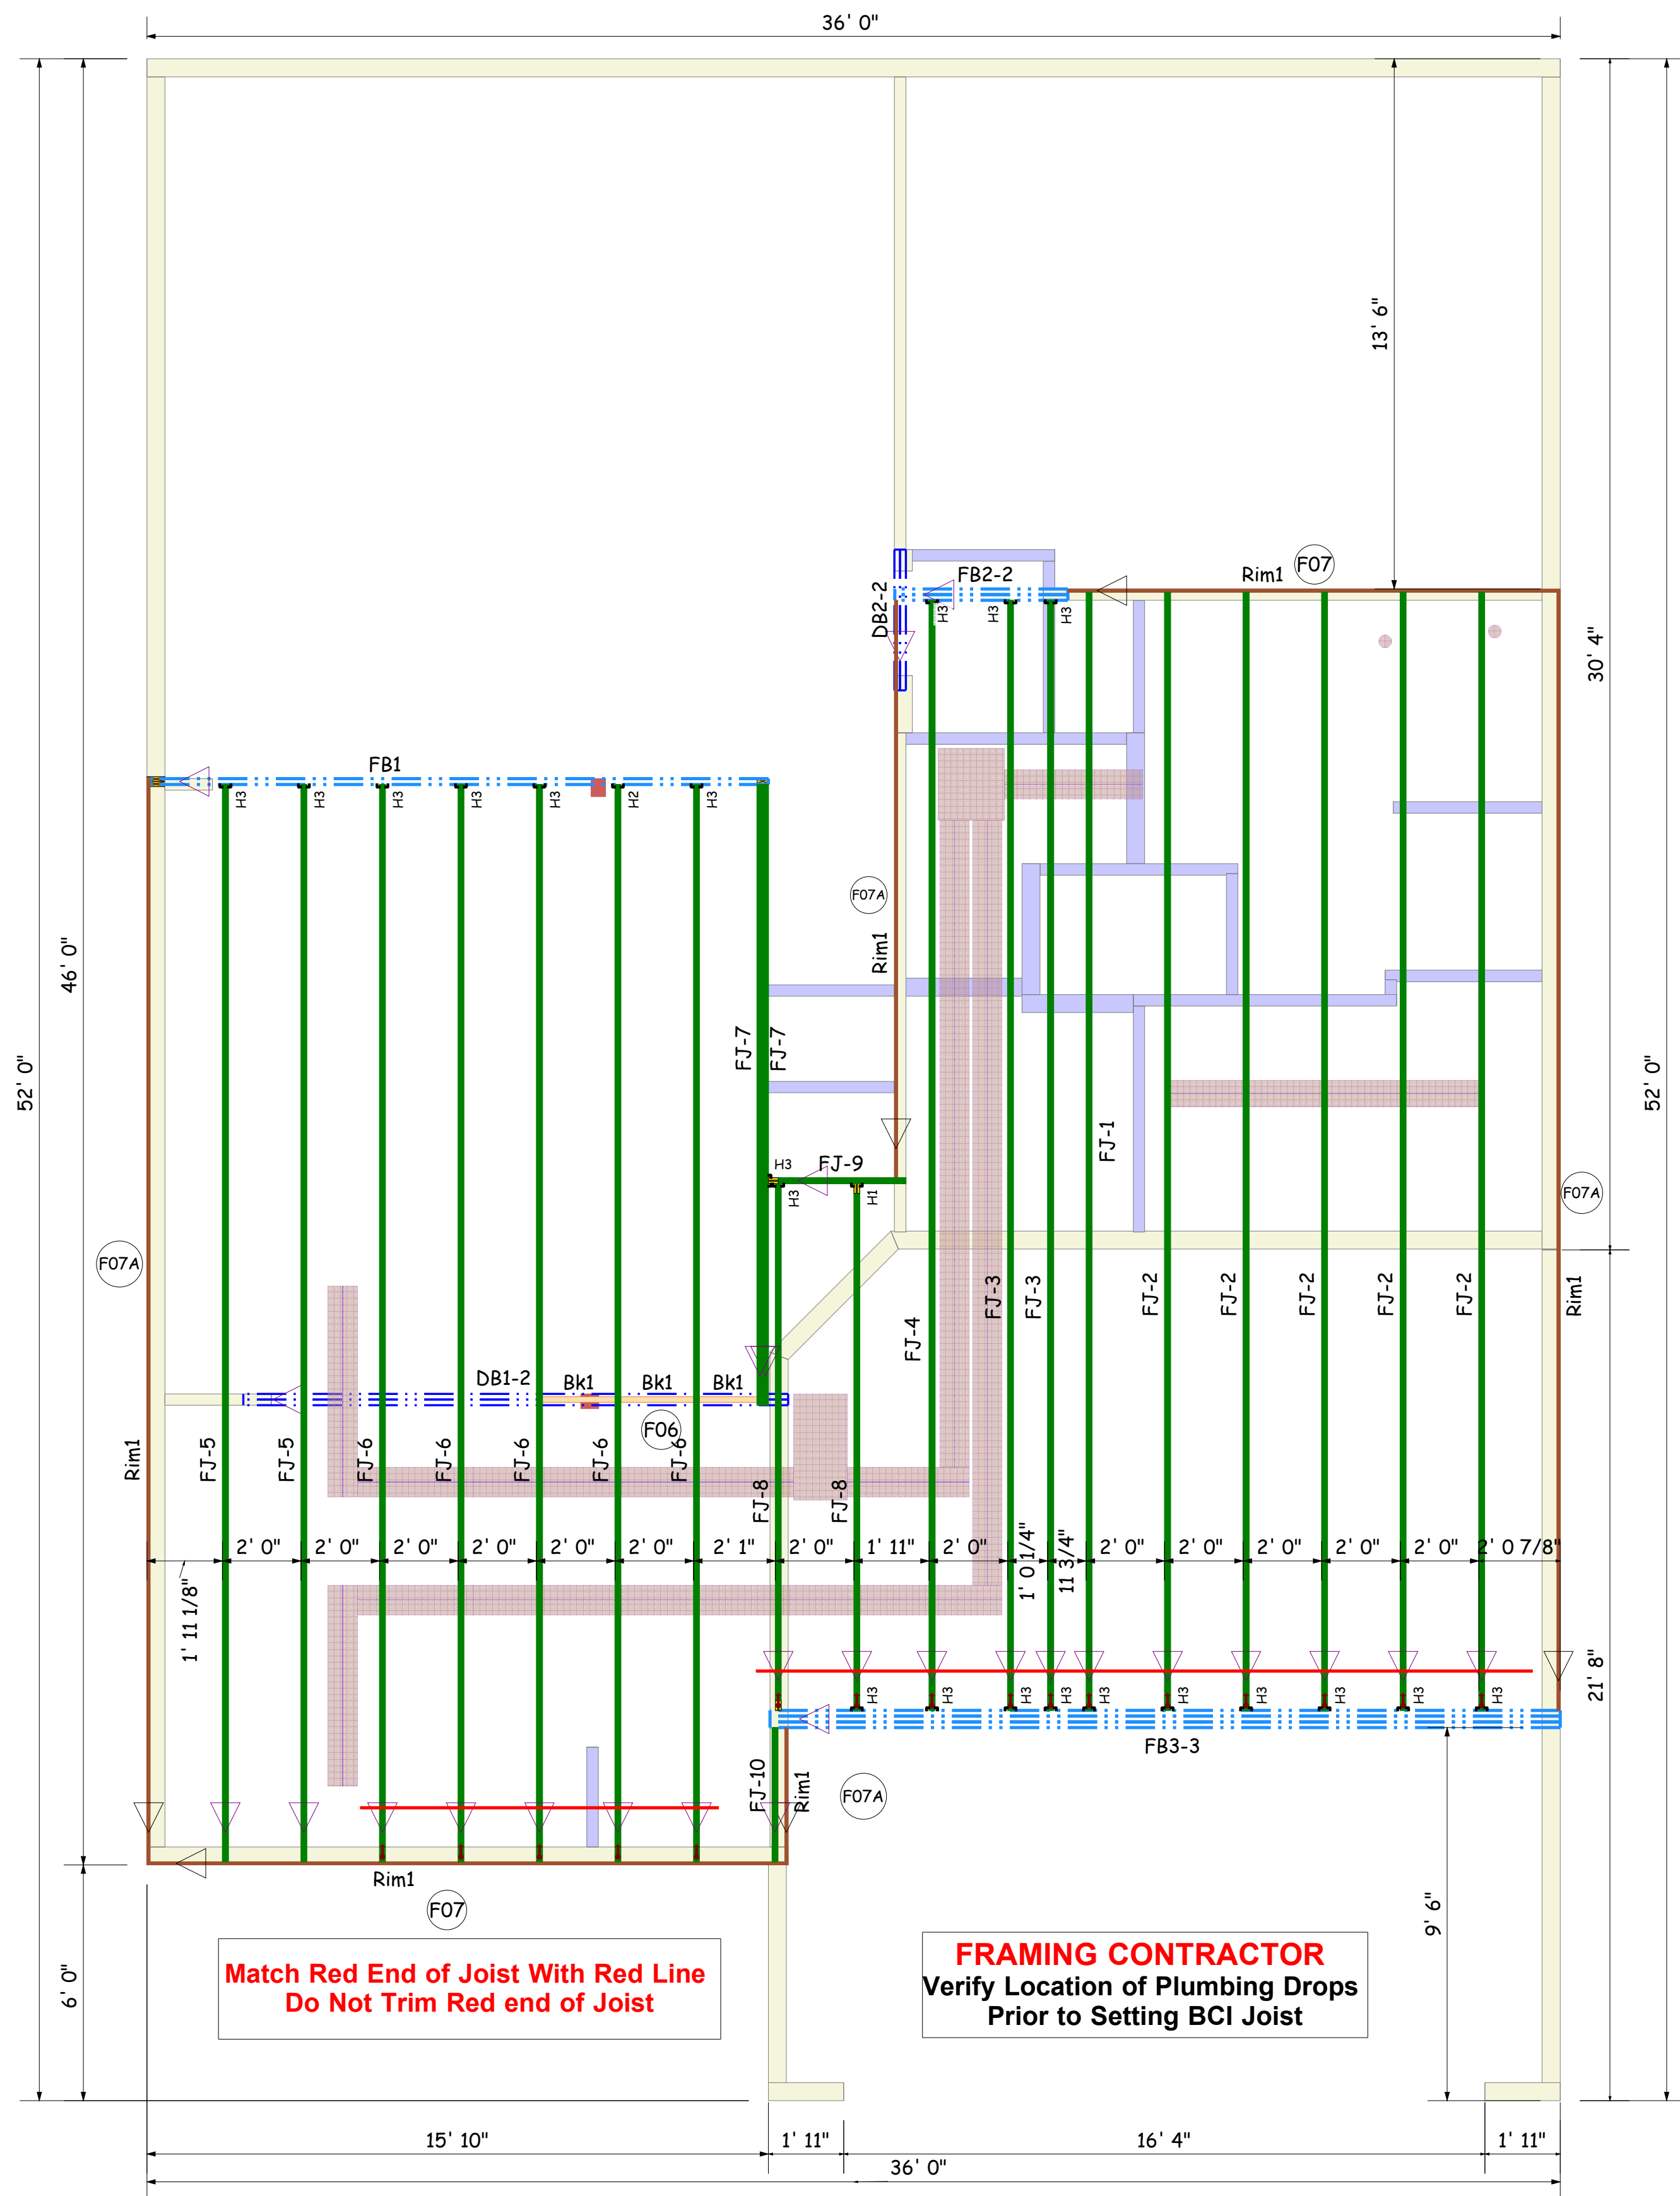 36' 0"
13' 6"
FB2-2
Rim1
F07
DB2-2
H3
H3
H3
30' 4"
FB1
H3
H3
H3
H3
H3
H2
H3
F07A
Rim1
46' 0"
52' 0"
52' 0"
FJ-7
FJ-7
FJ-1
H3
FJ-9
H3
H1
F07A
F07A
FJ-4
FJ-3
FJ-3
FJ-2
FJ-2
FJ-2
FJ-2
FJ-2
Rim1
DB1-2
Bk1
Bk1
Bk1
F06
Rim1
FJ-5
FJ-5
FJ-6
FJ-6
FJ-6
FJ-6
FJ-6
FJ-8
FJ-8
1' 11 1/8"
2' 0"
2' 0"
2' 0"
2' 0"
2' 0"
2' 0"
2' 1"
2' 0"
1' 11"
2' 0"
1' 0 1/4"
11 3/4"
2' 0"
2' 0"
2' 0"
2' 0"
2' 0"
2' 0 7/8"
21' 8"
H3
H3
H3
H3
H3
H3
H3
H3
H3
H3
FB3-3
FJ-10
Rim1
F07A
Rim1
F07
9' 6"
6' 0"
Match Red End of Joist With Red Line
Do Not Trim Red end of Joist
FRAMING CONTRACTOR
Verify Location of Plumbing Drops
Prior to Setting BCI Joist
15' 10"
1' 11"
16' 4"
1' 11"
36' 0"